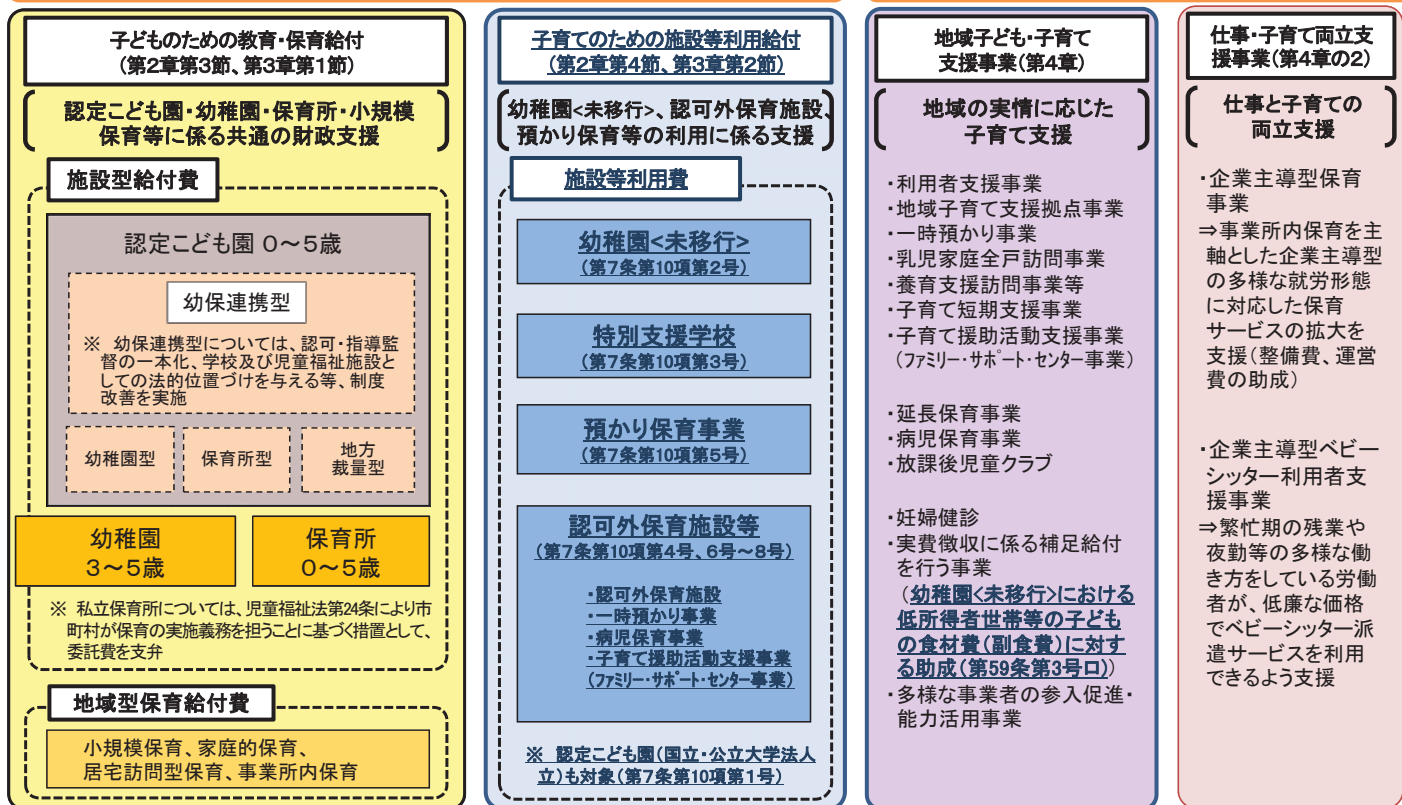 子どものための教育・保育給付
(第2章第3節、第3章第1節)
認定こども園・幼稚園・保育所・小規模
保育等に係る共通の財政支援
施設型給付費
認定こども園 0～5歳
幼保連携型
※ 幼保連携型については、認可・指導監
督の一本化、学校及び児童福祉施設と
しての法的位置づけを与える等、制度
改善を実施
幼稚園型
保育所型
地方
裁量型
幼稚園
3～5歳
保育所
0～5歳
※ 私立保育所については、児童福祉法第24条により市
町村が保育の実施義務を担うことに基づく措置として、
委託費を支弁
地域型保育給付費
小規模保育、家庭的保育、
居宅訪問型保育、事業所内保育
子育てのための施設等利用給付
(第2章第4節、第3章第2節)
幼稚園<未移行>、認可外保育施設、
預かり保育等の利用に係る支援
施設等利用費
幼稚園<未移行>
(第7条第10項第2号)
特別支援学校
(第7条第10項第3号)
預かり保育事業
(第7条第10項第5号)
認可外保育施設等
(第7条第10項第4号、6号～8号)
・認可外保育施設
・一時預かり事業
・病児保育事業
・子育て援助活動支援事業
(ファミリー・サポート・センター事業)
※ 認定こども園(国立・公立大学法人
立)も対象(第7条第10項第1号)
地域子ども・子育て
支援事業(第4章)
地域の実情に応じた
子育て支援
・利用者支援事業
・地域子育て支援拠点事業
・一時預かり事業
・乳児家庭全戸訪問事業
・養育支援訪問事業等
・子育て短期支援事業
・子育て援助活動支援事業
(ファミリー・サポート・センター事業)
・延長保育事業
・病児保育事業
・放課後児童クラブ
・妊婦健診
・実費徴収に係る補足給付
を行う事業
(幼稚園<未移行>における
低所得者世帯等の子ども
の食材費(副食費)に対す
る助成(第59条第3号ロ))
・多様な事業者の参入促進・
能力活用事業
仕事・子育て両立支
援事業(第4章の2)
仕事と子育ての
両立支援
・企業主導型保育
事業
⇒事業所内保育を主
軸とした企業主導型
の多様な就労形態
に対応した保育
サービスの拡大を
支援(整備費、運営
費の助成)
・企業主導型ベビー
シッター利用者支
援事業
⇒繁忙期の残業や
夜勤等の多様な働
き方をしている労働
者が、低廉な価格
でベビーシッター派
遣サービスを利用
できるよう支援